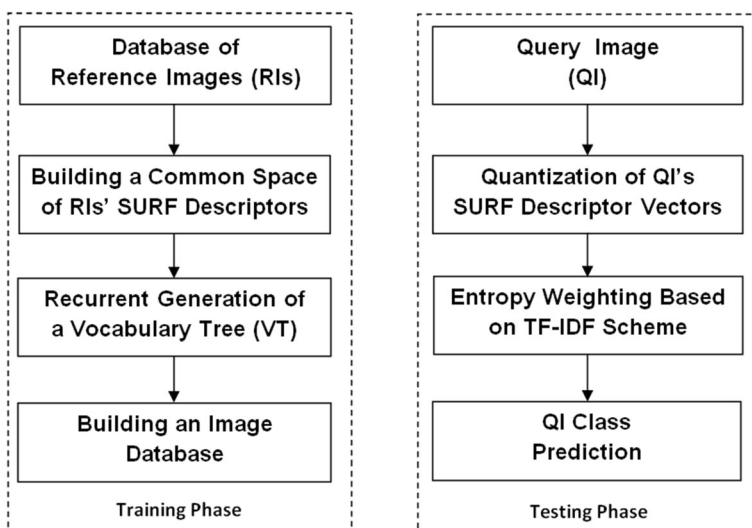 Database of
Reference Images (RIs)
Building a Common Space
of RIs' SURF Descriptors
Recurrent Generation of
a Vocabulary Tree (VT)
Building an Image
Database
Training Phase
Query Image
(QI)
Quantization of QI's
SURF Descriptor Vectors
Entropy Weighting Based
on TF-IDF Scheme
QI Class
Prediction
Testing Phase